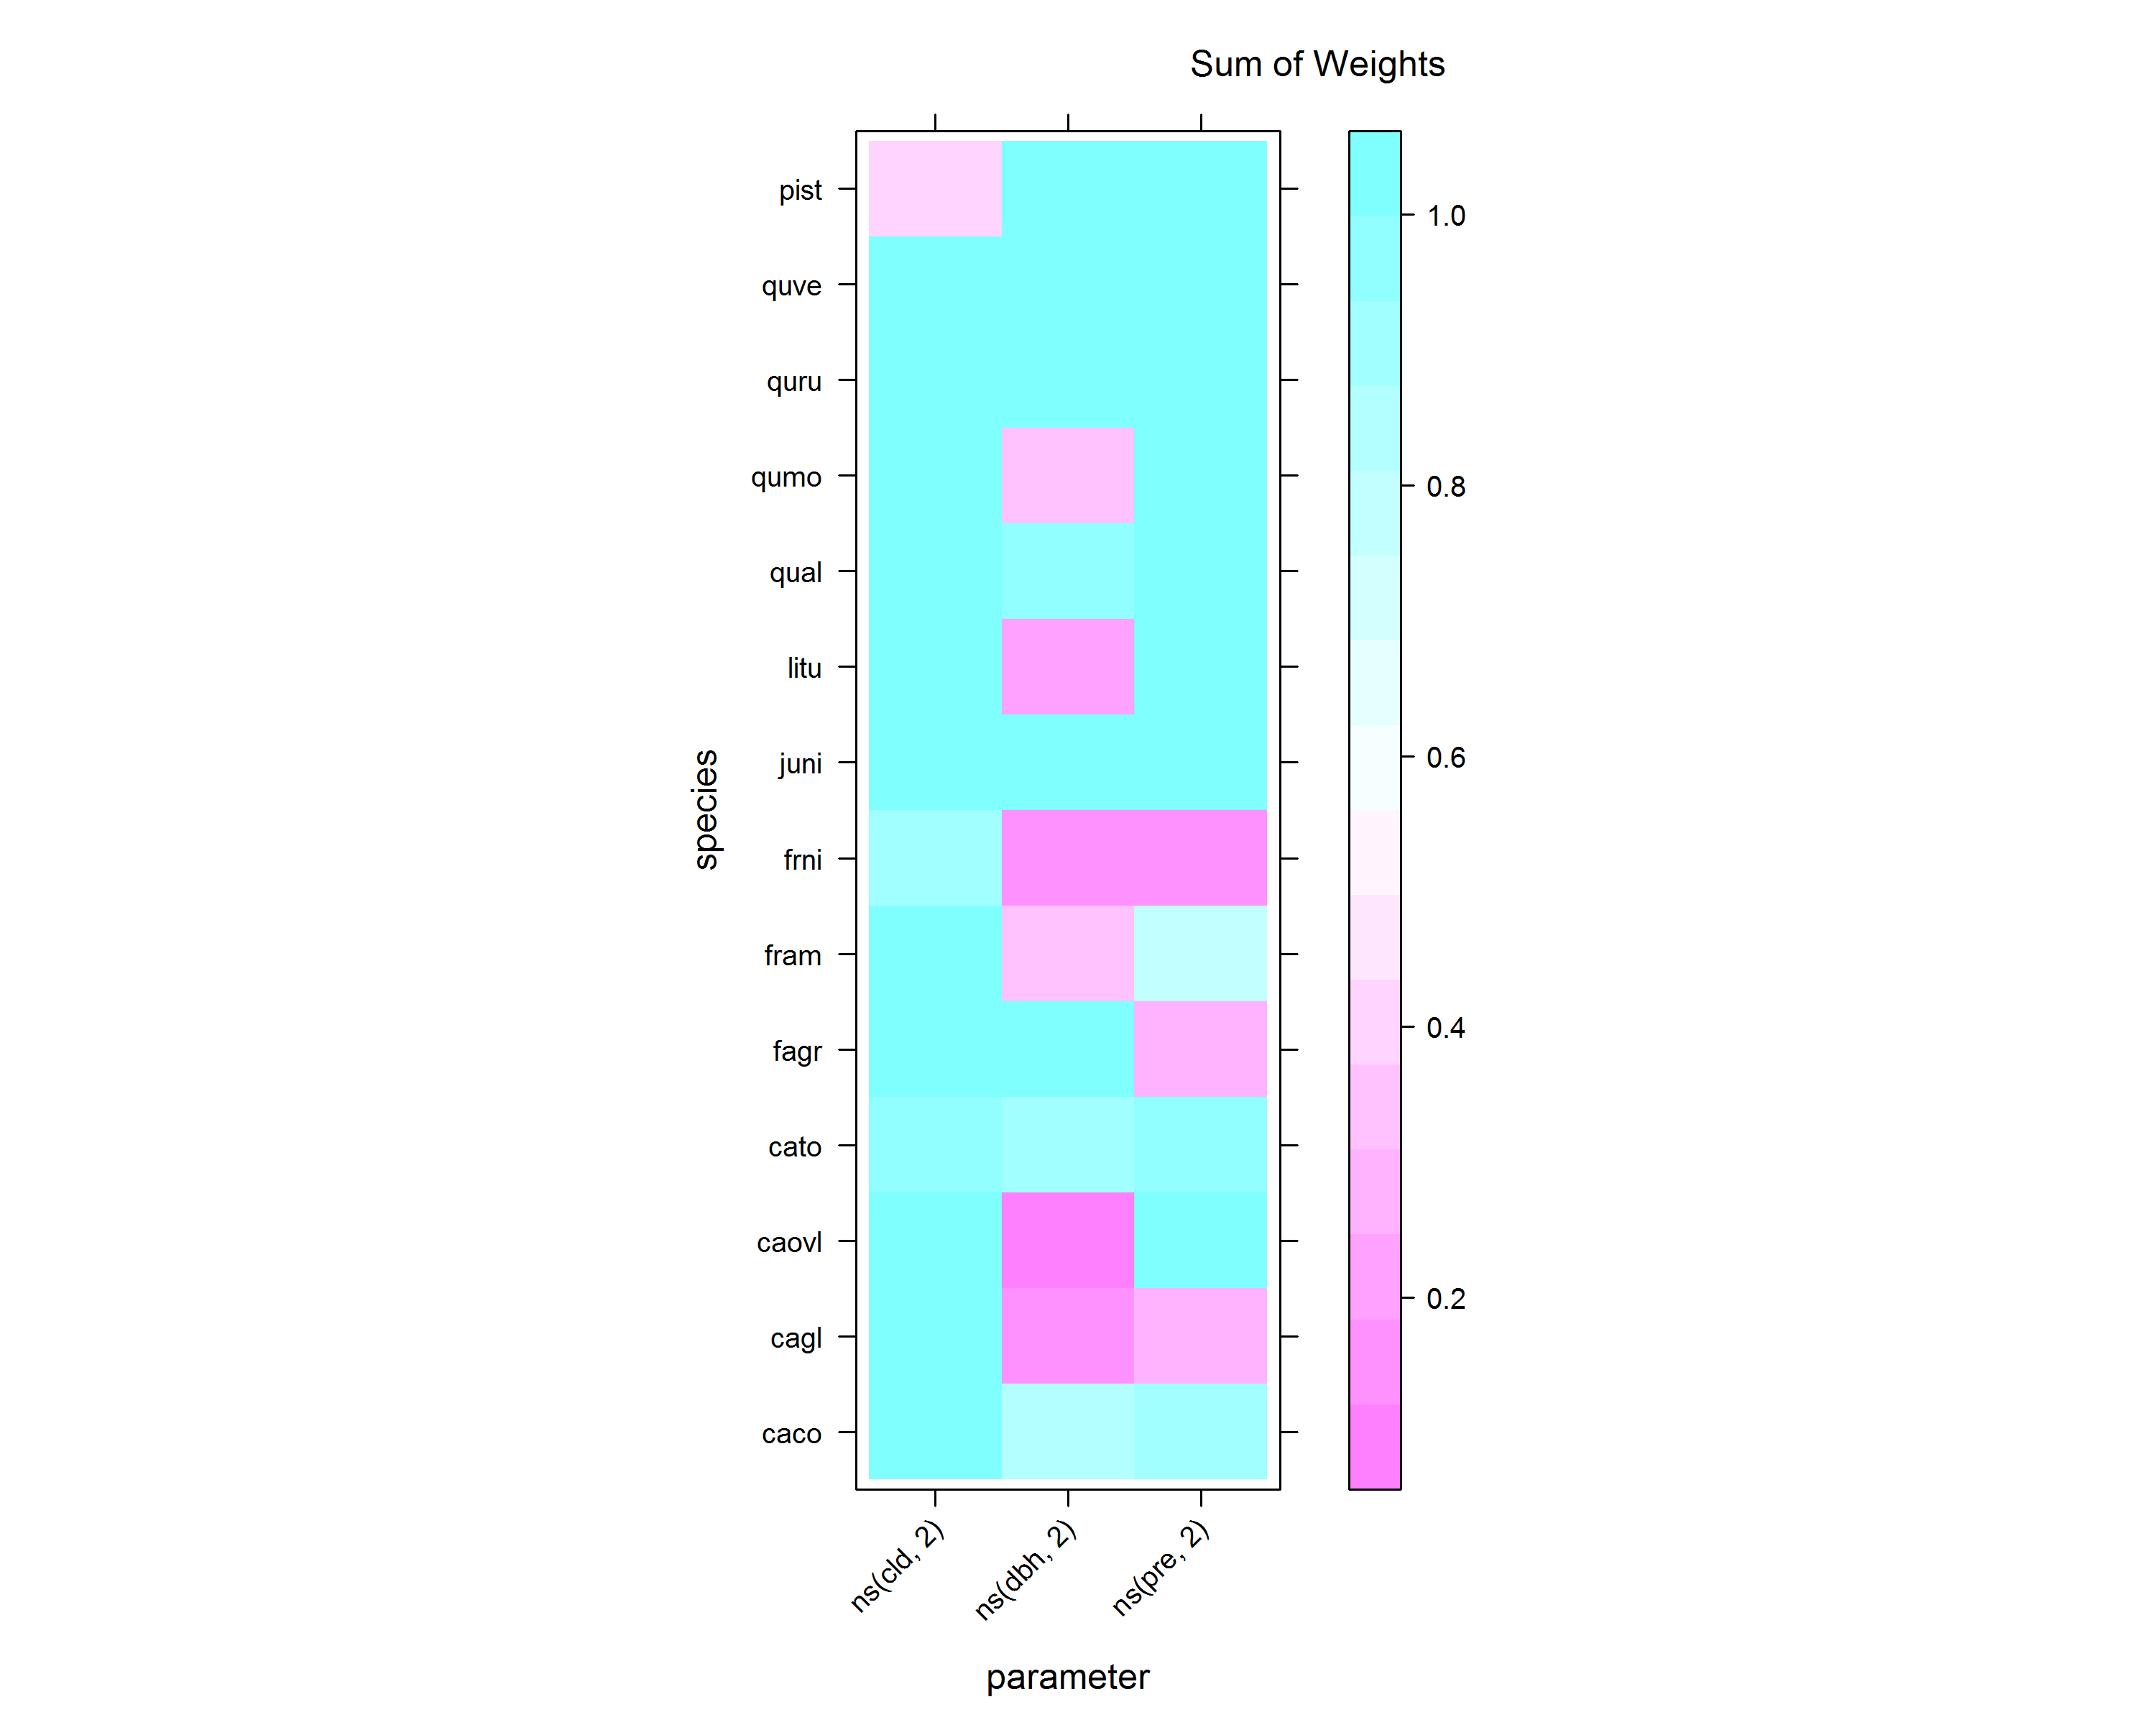 Sum of Weights
pist
quve
quru
qumo
qual
litu
juni
frni
fram
fagr
cato
caovl
cagl
caco
species
ns(cld, 2)
ns(dbh, 2)
ns(pre, 2)
parameter
1.0
0.8
0.6
0.4
0.2